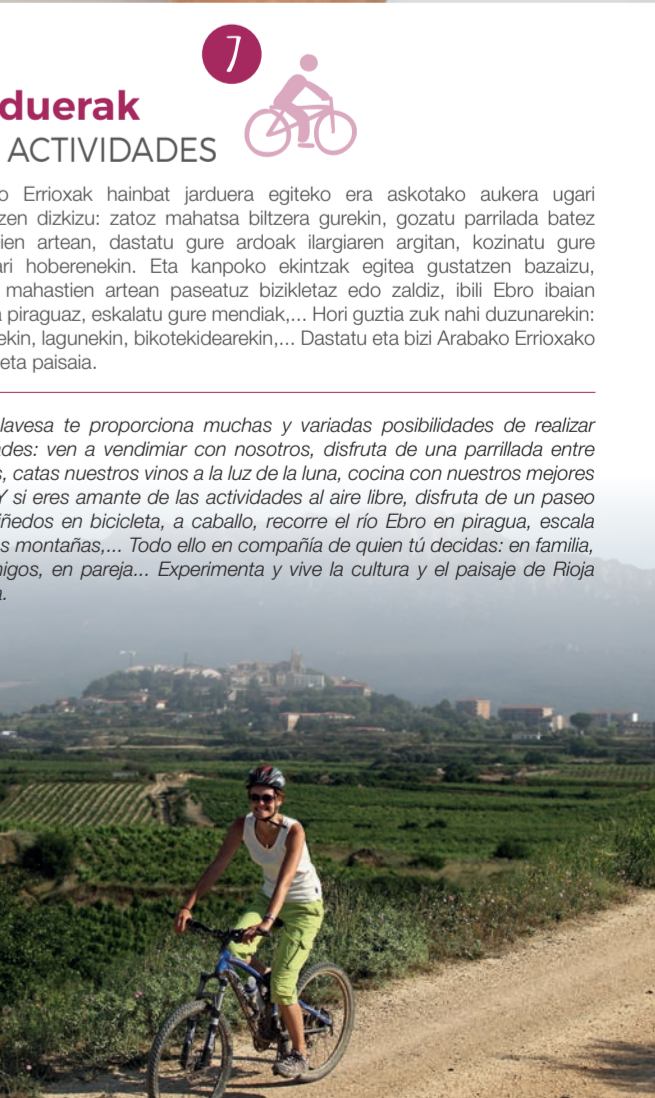 7
duerak
ACTIVIDADES
o Errioxak hainbat jarduera egiteko era askotako aukera ugari
zen dizkizu: zatoz mahatsa biltzera gurekin, gozatu parrilada batez
ien artean, dastatu gure ardoak ilargiaren argitan, kozinatu gure
ari hoberenekin. Eta kanpoko ekintzak egitea gustatzen bazaizu,
mahastien artean paseatuz bizikletaz edo zaldiz, ibili Ebro ibaian
piraguaz, eskalatu gure mendiak,... Hori guztia zuk nahi duzunarekin:
ekin, lagunekin, bikotekidearekin,... Dastatu eta bizi Arabako Errioxako
eta paisaia.
lavesa te proporciona muchas y variadas posibilidades de realizar
ades: ven a vendimiar con nosotros, disfruta de una parrillada entre
s, catas nuestros vinos a la luz de la luna, cocina con nuestros mejores
Y si eres amante de las actividades al aire libre, disfruta de un paseo
iñedos en bicicleta, a caballo, recorre el río Ebro en piragua, escala
s montañas,... Todo ello en compañía de quien tú decidas: en familia,
igos, en pareja... Experimenta y vive la cultura y el paisaje de Rioja
a.